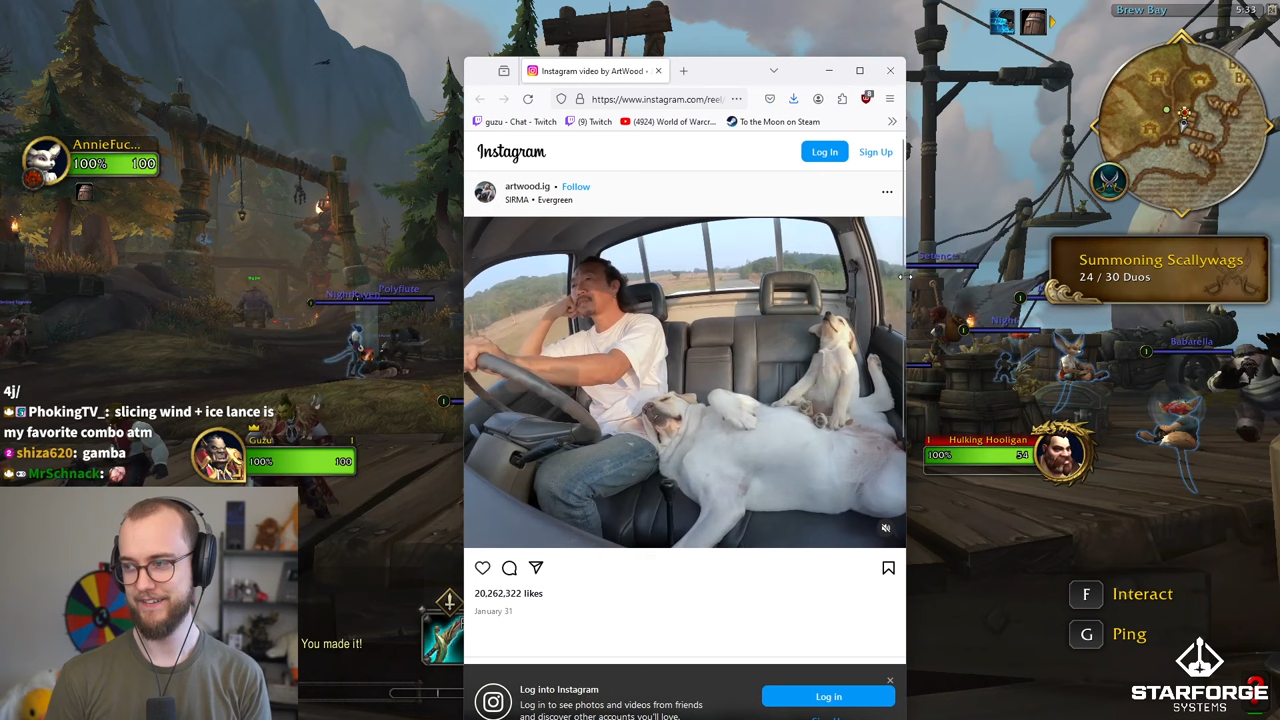 Brew Bay
5:33
Instagram video by ArtWood -
https://www.instagram.com/reel/
8
guzu - Chat - Twitch
(9) Twitch
(4924) World of Warcr...
To the Moon on Steam
Instagram
Log In
Sign Up
artwood.ig • Follow
SIRMA • Evergreen
AnnieFuc...
100%
100
Polyflute
Summoning Scallywags
24 / 30 Duos
Babarella
4j/
PhokingTV_: slicing wind + ice lance is
my favorite combo atm
shiza620: gamba
MrSchnack:
Guzu
1
100%
100
1
Hulking Hooligan
100%
54
20,262,322 likes
January 31
You made it!
F
Interact
G
Ping
Log into Instagram
Log in to see photos and videos from friends
and discover other accounts you'll love.
Log in
STARFORGE
SYSTEMS